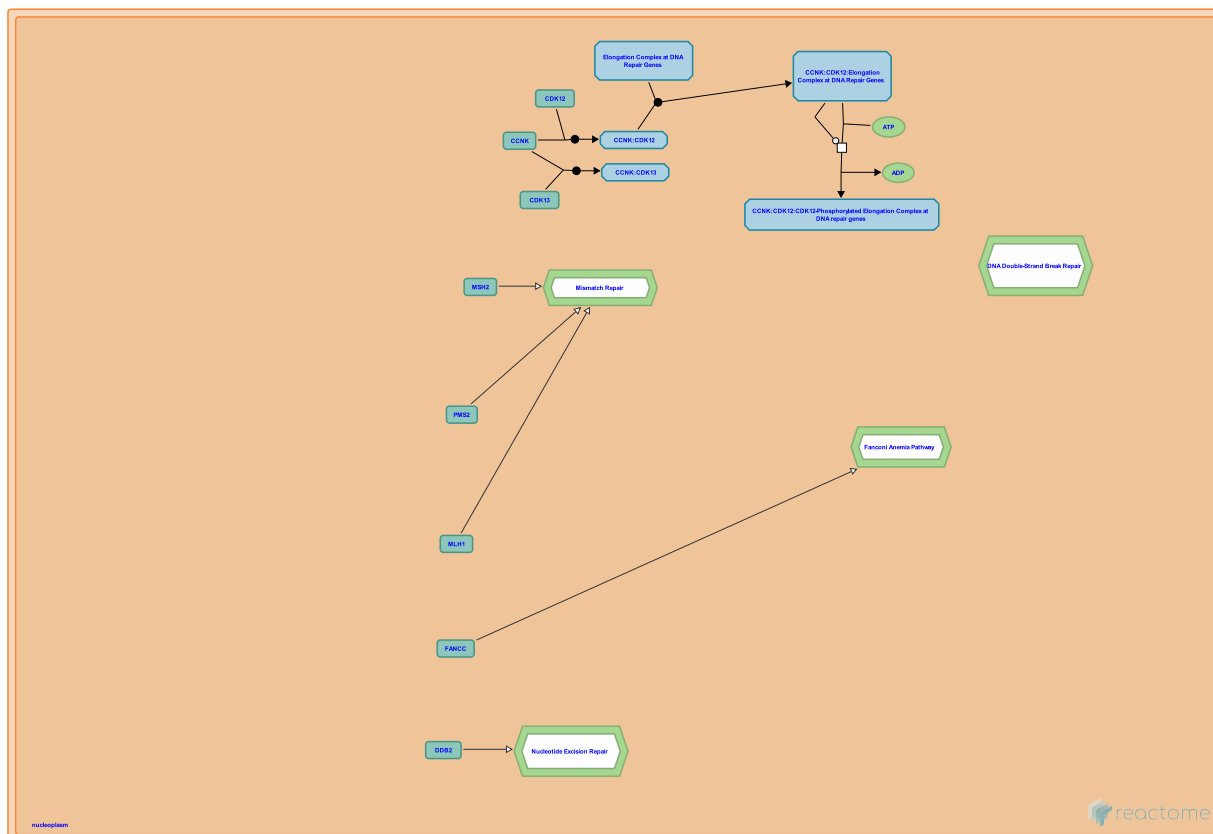 Elongation Complex at DNA
Repair Genes
CCNK:CDK12:Elongation
Complex at DNA Repair Genes
CDK12
ATP
CCNK
CCNK:CDK12
CCNK:CDK13
ADP
CDK13
CCNK:CDK12:CDK12-Phosphorylated Elongation Complex at
DNA repair genes
DNA Double-Strand Break Repair
MSH2
Mismatch Repair
PMS2
Fanconi Anemia Pathway
MLH1
FANCC
DDB2
Nucleotide Excision Repair
reactome
nucleoplasm